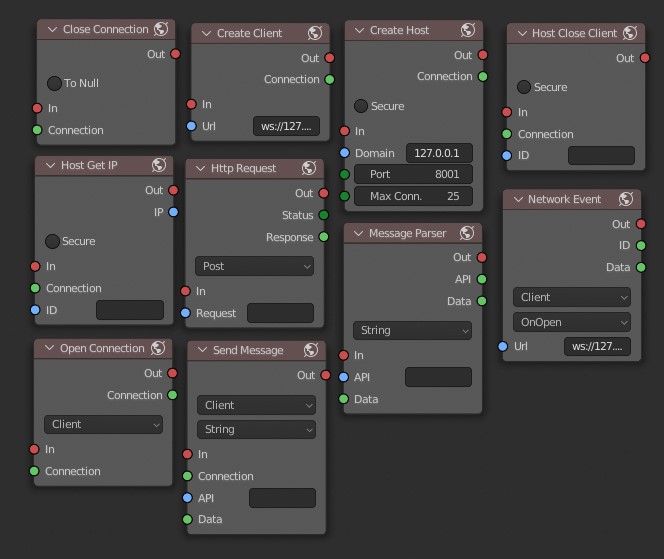 Close Connection
Out
To Null
In
Connection
Create Client
Out
Connection
In
Url
ws://127....
Create Host
Out
Connection
Secure
In
Domain
127.0.0.1
Port
8001
Max Conn.
25
Host Close Client
Out
Secure
In
Connection
ID
Host Get IP
Out
IP
Secure
In
Connection
ID
Http Request
Out
Status
Response
Post
In
Request
Message Parser
Out
API
Data
String
In
API
Data
Network Event
Out
ID
Data
Client
OnOpen
Url
ws://127....
Open Connection
Out
Connection
Client
In
Connection
Send Message
Out
Client
String
In
Connection
API
Data